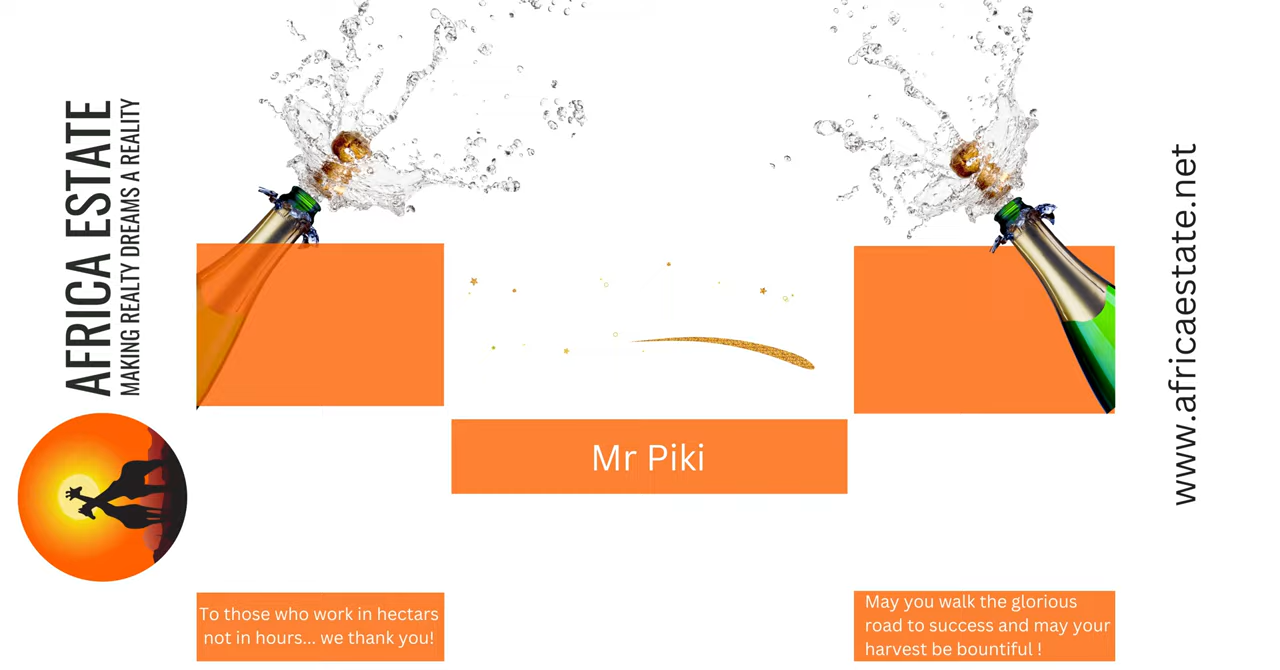 AFRICA ESTATE
MAKING REALTY DREAMS A REALITY
www.africaestate.net
Mr Piki
To those who work in hectars
not in hours... we thank you!
May you walk the glorious
road to success and may your
harvest be bountiful !